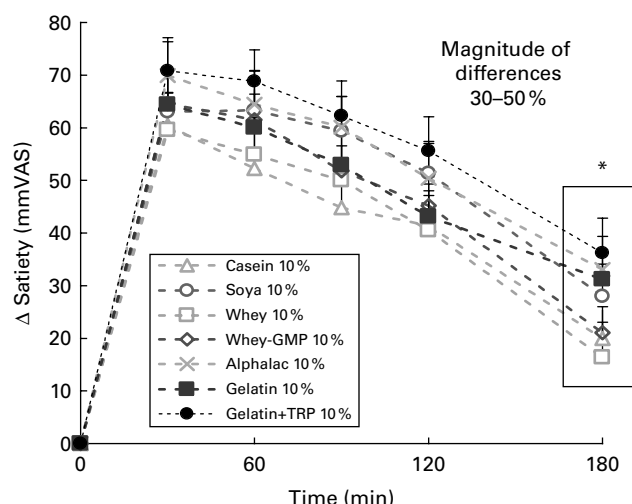 80
70
60
50
40
30
20
10
0
Δ Satiety (mmVAS)
Magnitude of
differences
30–50 %
*
Casein 10 %
Soya 10 %
Whey 10 %
Whey-GMP 10 %
Alphalac 10 %
Gelatin 10 %
Gelatin+TRP 10 %
0 60 120 180
Time (min)